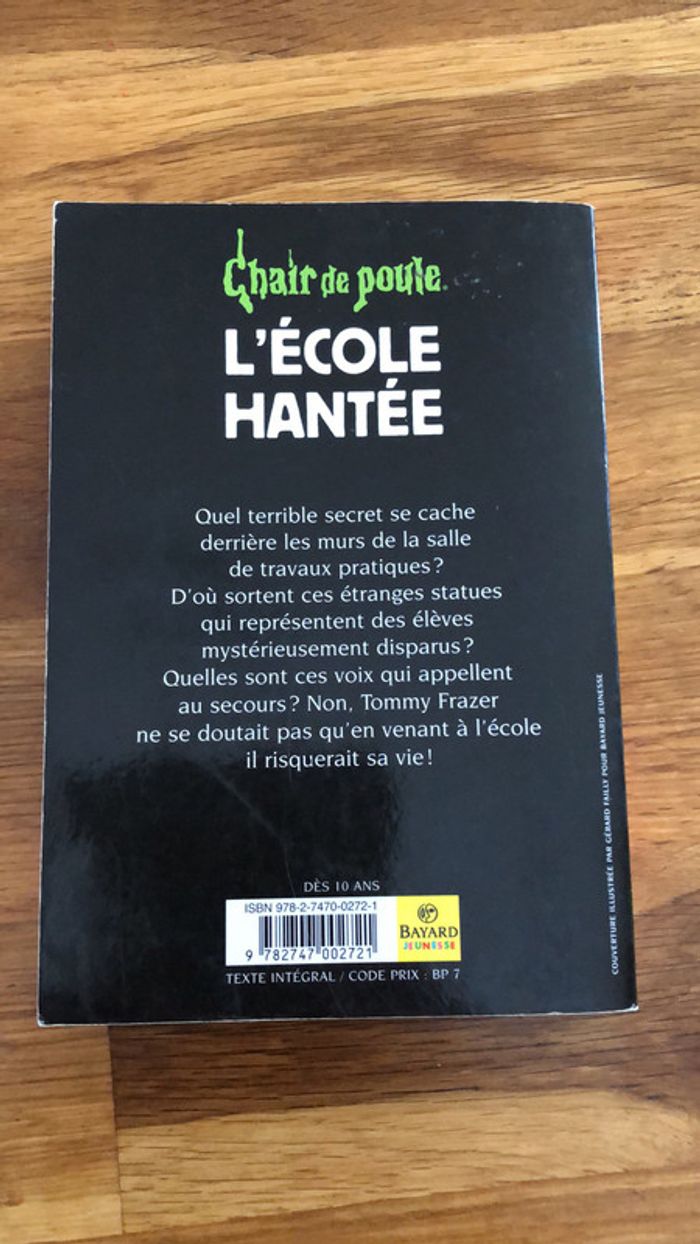 Chair de poule
L'ÉCOLE
HANTÉE
Quel terrible secret se cache
derrière les murs de la salle
de travaux pratiques ?
D'où sortent ces étranges statues
qui représentent des élèves
mystérieusement disparus ?
Quelles sont ces voix qui appellent
au secours ? Non, Tommy Frazer
ne se doutait pas qu'en venant à l'école
il risquerait sa vie !
COUVERTURE ILLUSTRÉE PAR GÉRARD FAILLY POUR BAYARD JEUNESSE
DÈS 10 ANS
ISBN 978-2-7470-0272-1
9 782747 002721
BAYARD
JEUNESSE
TEXTE INTÉGRAL / CODE PRIX : BP 7